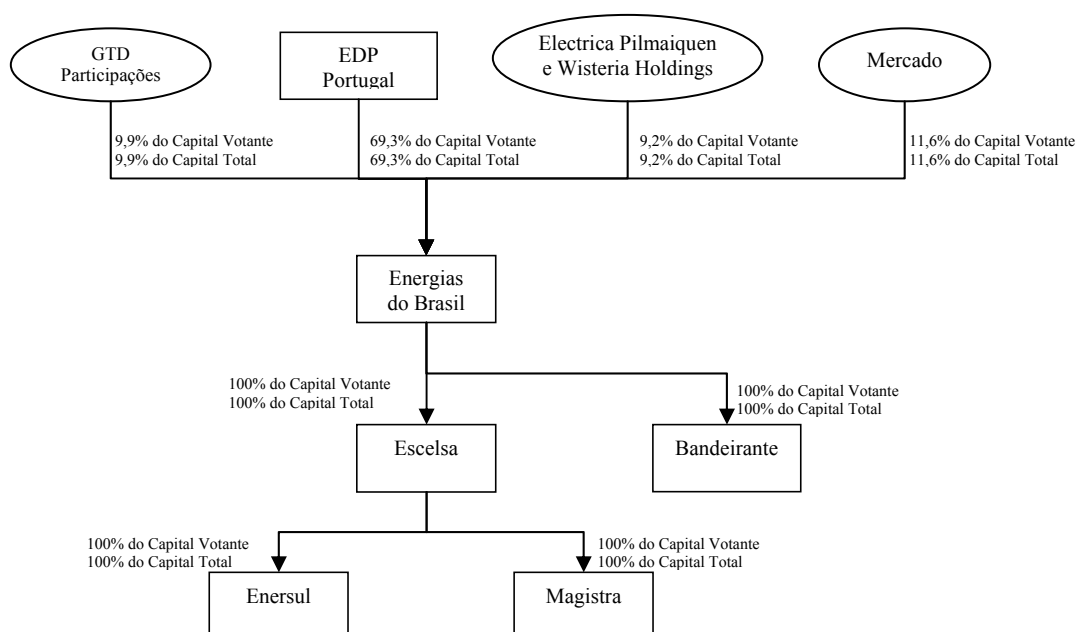 GTD
Participações
EDP
Portugal
Electrica Pilmaiquen
e Wisteria Holdings
Mercado
9,9% do Capital Votante
9,9% do Capital Total
69,3% do Capital Votante
69,3% do Capital Total
9,2% do Capital Votante
9,2% do Capital Total
11,6% do Capital Votante
11,6% do Capital Total
Energias
do Brasil
100% do Capital Votante
100% do Capital Total
100% do Capital Votante
100% do Capital Total
Escelsa
Bandeirante
100% do Capital Votante
100% do Capital Total
100% do Capital Votante
100% do Capital Total
Enersul
Magistra